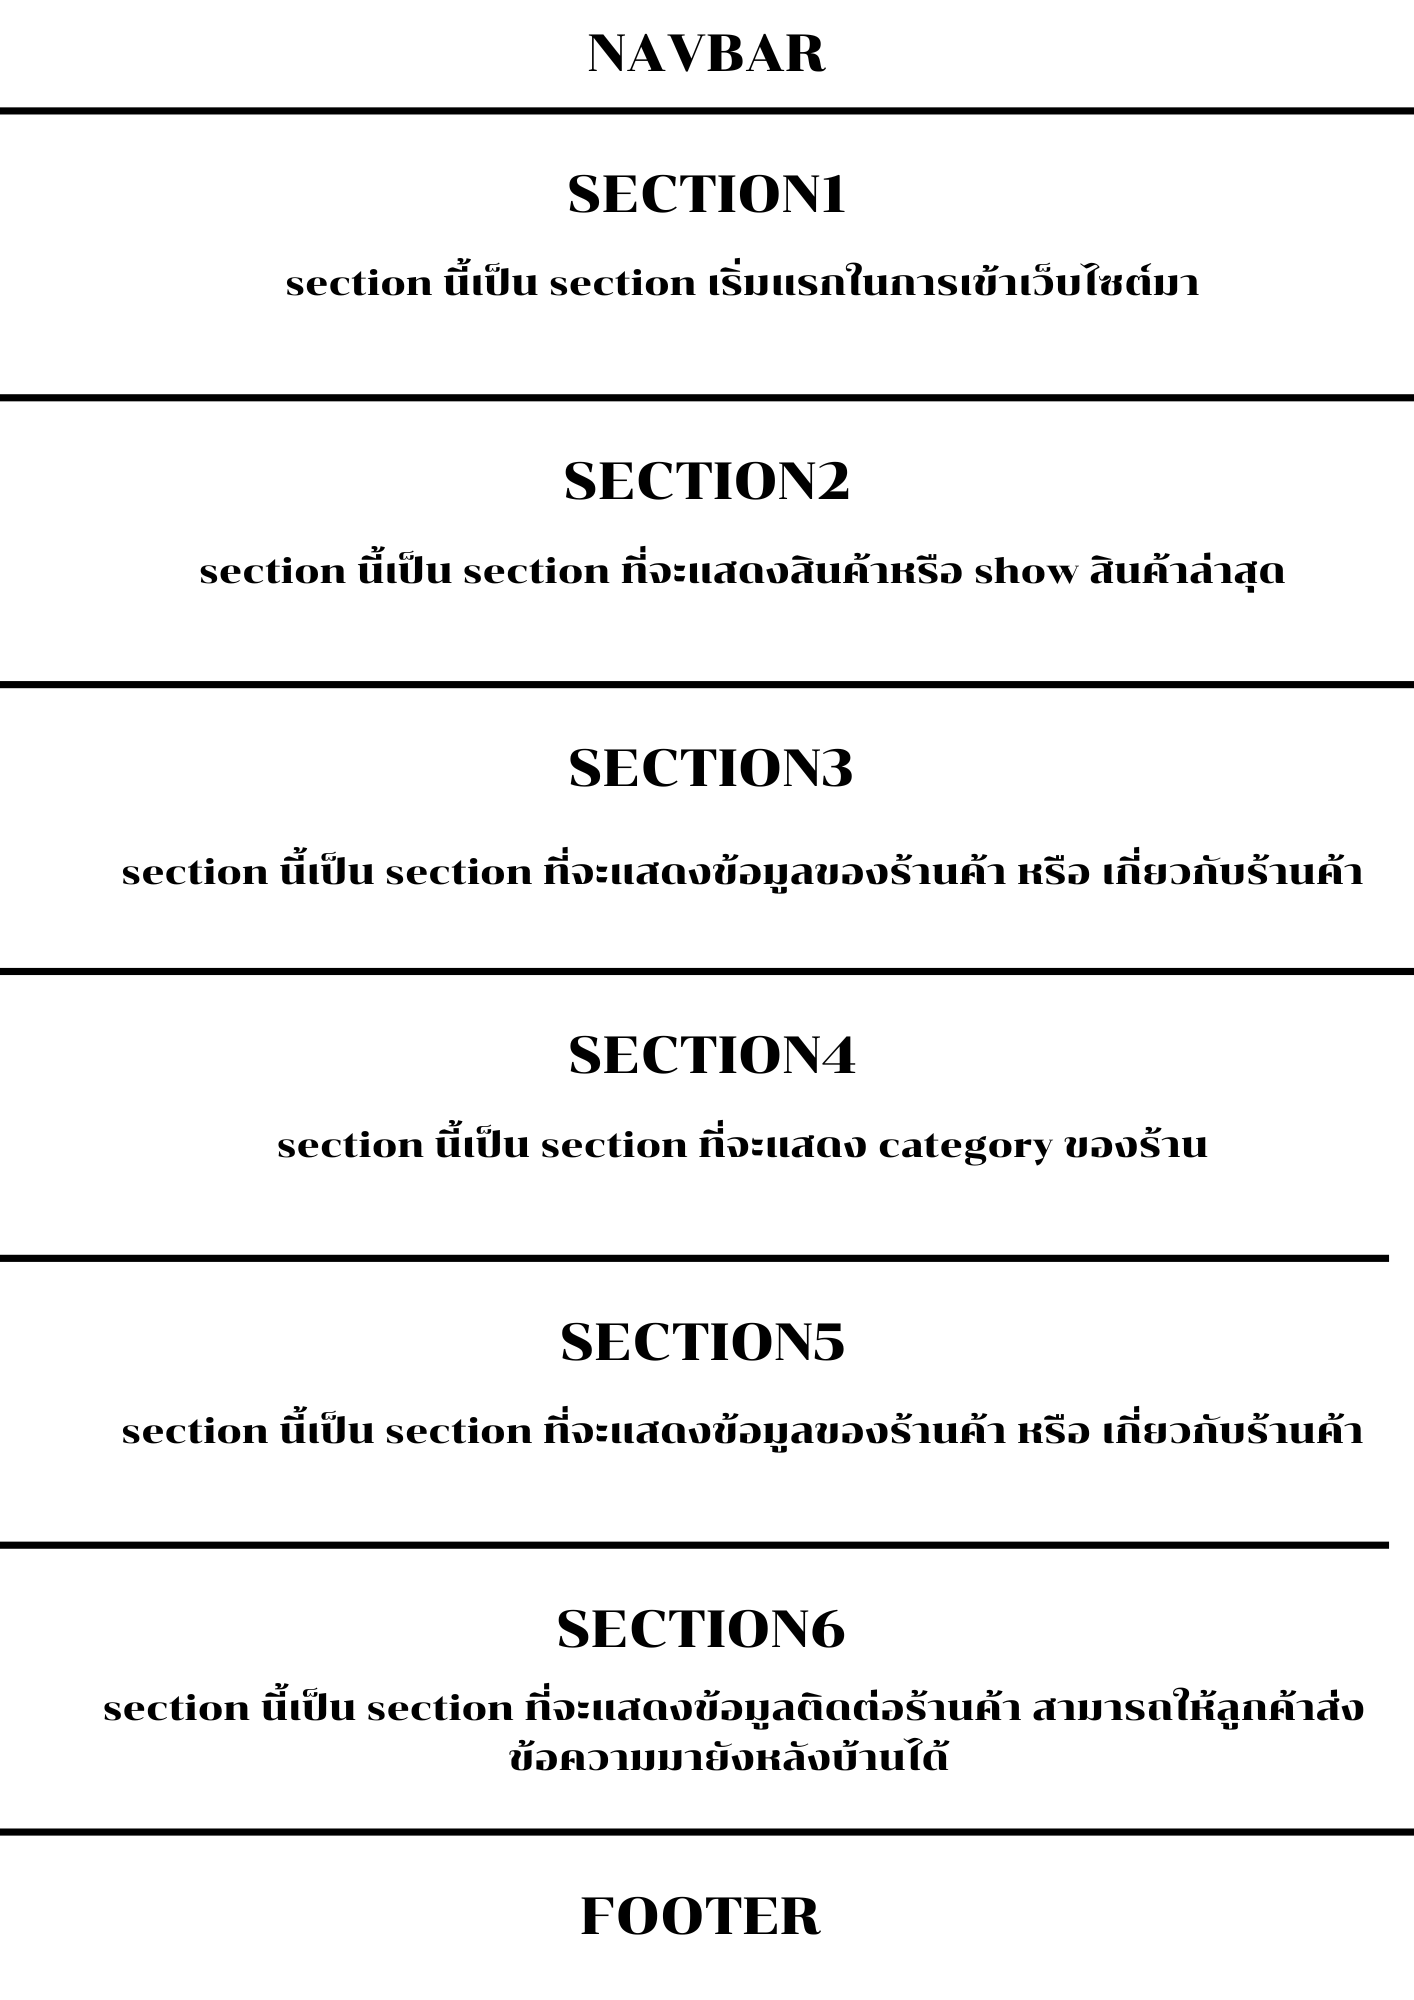 NAVBAR
SECTION1
section นี้เป็น section เริ่มแรกในการเข้าเว็บไซต์มา
SECTION2
section นี้เป็น section ที่จะแสดงสินค้าหรือ show สินค้าล่าสุด
SECTION3
section นี้เป็น section ที่จะแสดงข้อมูลของร้านค้า หรือ เกี่ยวกับร้านค้า
SECTION4
section นี้เป็น section ที่จะแสดง category ของร้าน
SECTION5
section นี้เป็น section ที่จะแสดงข้อมูลของร้านค้า หรือ เกี่ยวกับร้านค้า
SECTION6
section นี้เป็น section ที่จะแสดงข้อมูลติดต่อร้านค้า สามารถให้ลูกค้าส่ง
ข้อความมายังหลังบ้านได้
FOOTER